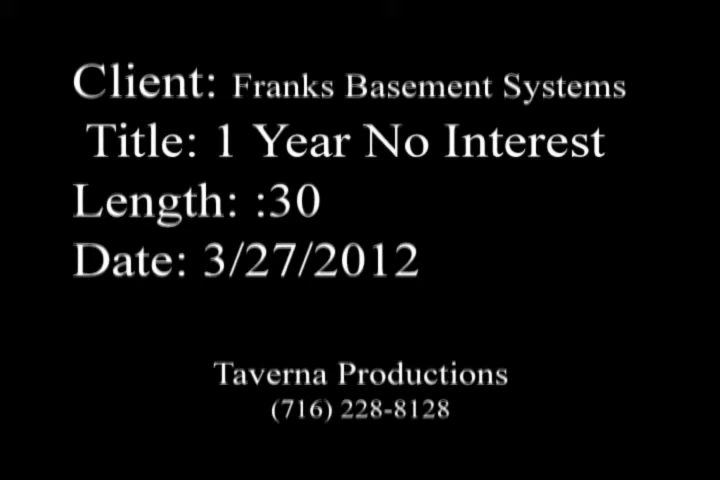 Client: Franks Basement Systems
Title: 1 Year No Interest
Length: :30
Date: 3/27/2012
Taverna Productions
(716) 228-8128